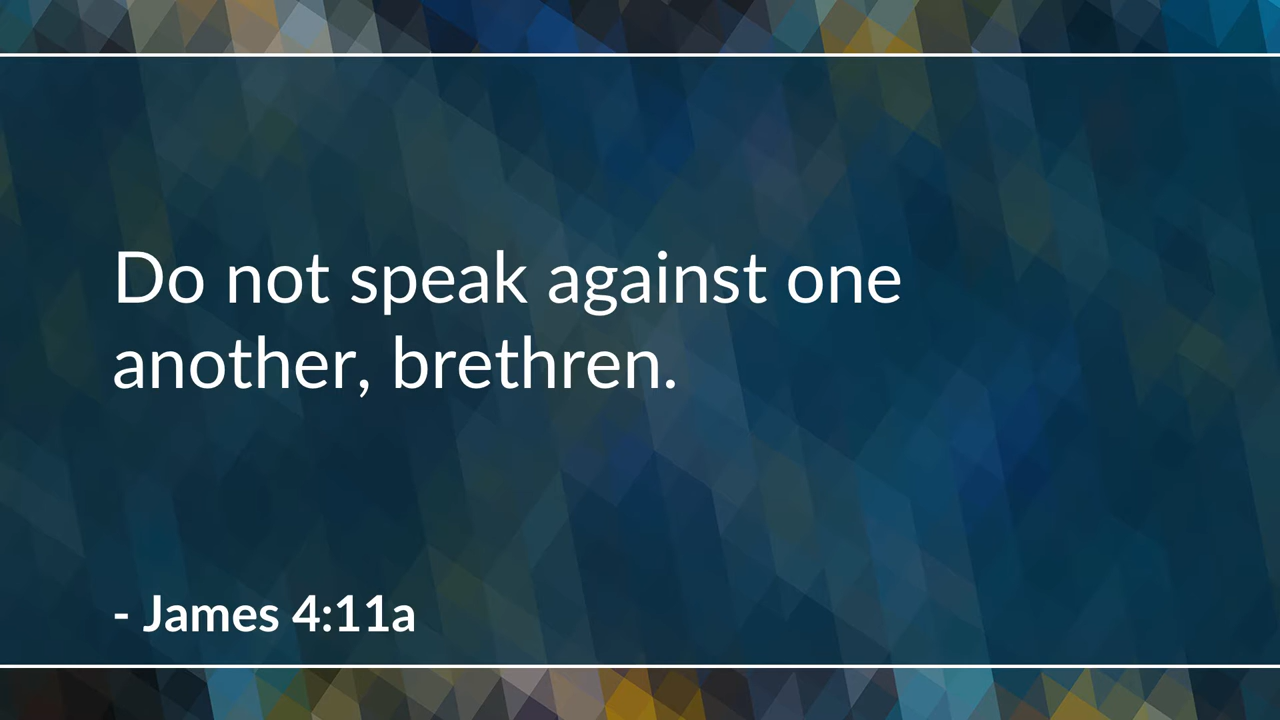 Do not speak against one
another, brethren.
- James 4:11a